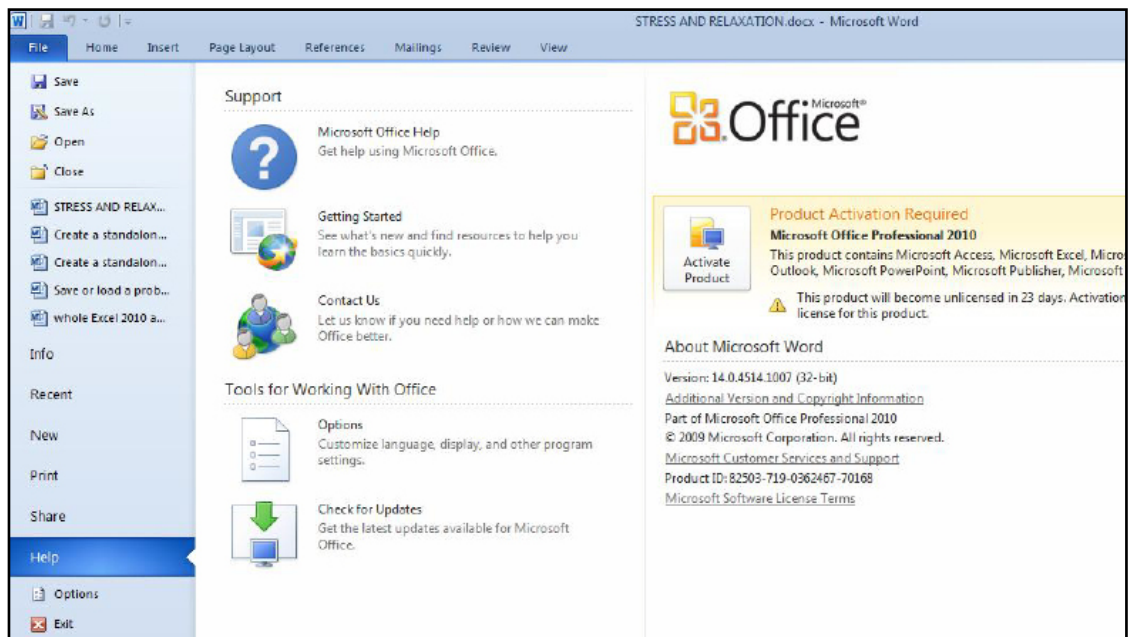 STRESS AND RELAXATION.docx - Microsoft Word
File Home Insert Page Layout References Mailings Review View
Save
Save As
Open
Close
STRESS AND RELAX...
Create a standalon...
Create a standalon...
Save or load a prob...
whole Excel 2010 a...
Info
Recent
New
Print
Share
Help
Options
Exit
Support
Microsoft Office Help
Get help using Microsoft Office.
Getting Started
See what's new and find resources to help you
learn the basics quickly.
Contact Us
Let us know if you need help or how we can make
Office better.
Tools for Working With Office
Options
Customize language, display, and other program
settings.
Check for Updates
Get the latest updates available for Microsoft
Office.
Microsoft®
Office
Activate
Product
Product Activation Required
Microsoft Office Professional 2010
This product contains Microsoft Access, Microsoft Excel, Micro
Outlook, Microsoft PowerPoint, Microsoft Publisher, Microsoft
This product will become unlicensed in 23 days. Activation
license for this product.
About Microsoft Word
Version: 14.0.4514.1007 (32-bit)
Additional Version and Copyright Information
Part of Microsoft Office Professional 2010
© 2009 Microsoft Corporation. All rights reserved.
Microsoft Customer Services and Support
Product ID: 82503-719-0362467-70168
Microsoft Software License Terms